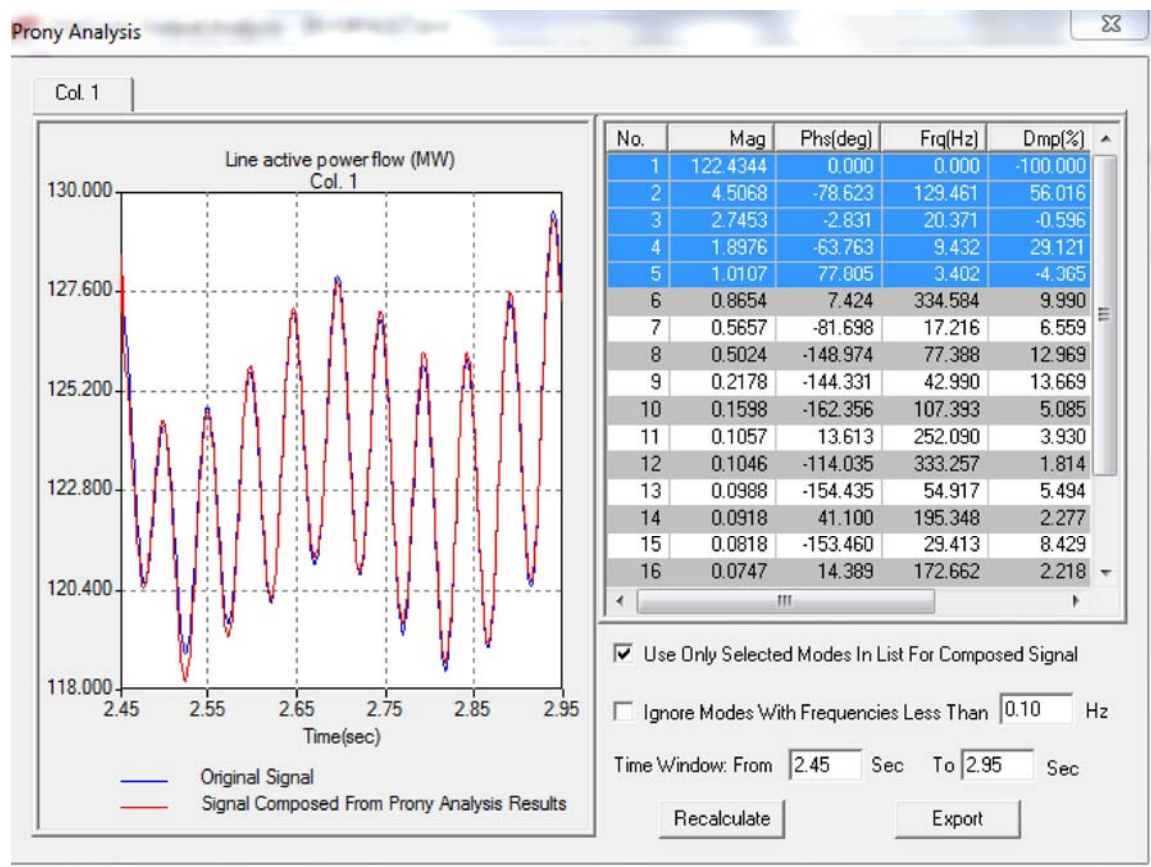 Prony Analysis
Col. 1
Line active power flow (MW)
Col. 1
130.000
127.600
125.200
122.800
120.400
118.000
2.45 2.55 2.65 2.75 2.85 2.95
Time(sec)
Original Signal
Signal Composed From Prony Analysis Results
No. Mag Phs(deg) Frq(Hz) Dmp(%)
1 122.4344 0.000 0.000 -100.000
2 4.5068 -78.623 129.461 56.016
3 2.7453 -2.831 20.371 -0.596
4 1.8976 -63.763 9.432 29.121
5 1.0107 77.805 3.402 -4.365
6 0.8654 7.424 334.584 9.990
7 0.5657 -81.698 17.216 6.559
8 0.5024 -148.974 77.388 12.969
9 0.2178 -144.331 42.990 13.669
10 0.1598 -162.356 107.393 5.085
11 0.1057 13.613 252.090 3.930
12 0.1046 -114.035 333.257 1.814
13 0.0988 -154.435 54.917 5.494
14 0.0918 41.100 195.348 2.277
15 0.0818 -153.460 29.413 8.429
16 0.0747 14.389 172.662 2.218
Use Only Selected Modes In List For Composed Signal
Ignore Modes With Frequencies Less Than 0.10 Hz
Time Window: From 2.45 Sec To 2.95 Sec
Recalculate Export